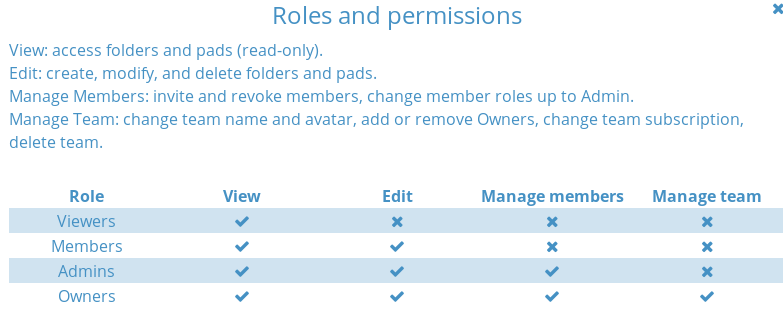 Roles and permissions
View: access folders and pads (read-only).
Edit: create, modify, and delete folders and pads.
Manage Members: invite and revoke members, change member roles up to Admin.
Manage Team: change team name and avatar, add or remove Owners, change team subscription,
delete team.
Role View Edit Manage members Manage team
Viewers
Members
Admins
Owners